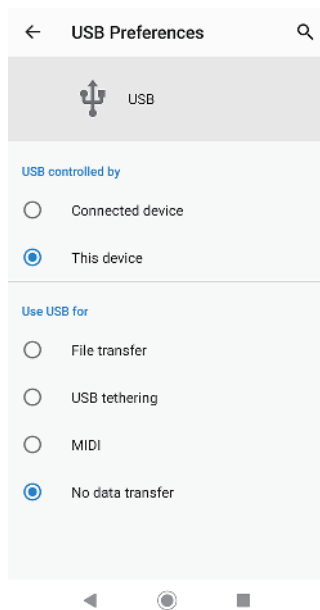 USB Preferences
USB
USB controlled by
Connected device
This device
Use USB for
File transfer
USB tethering
MIDI
No data transfer